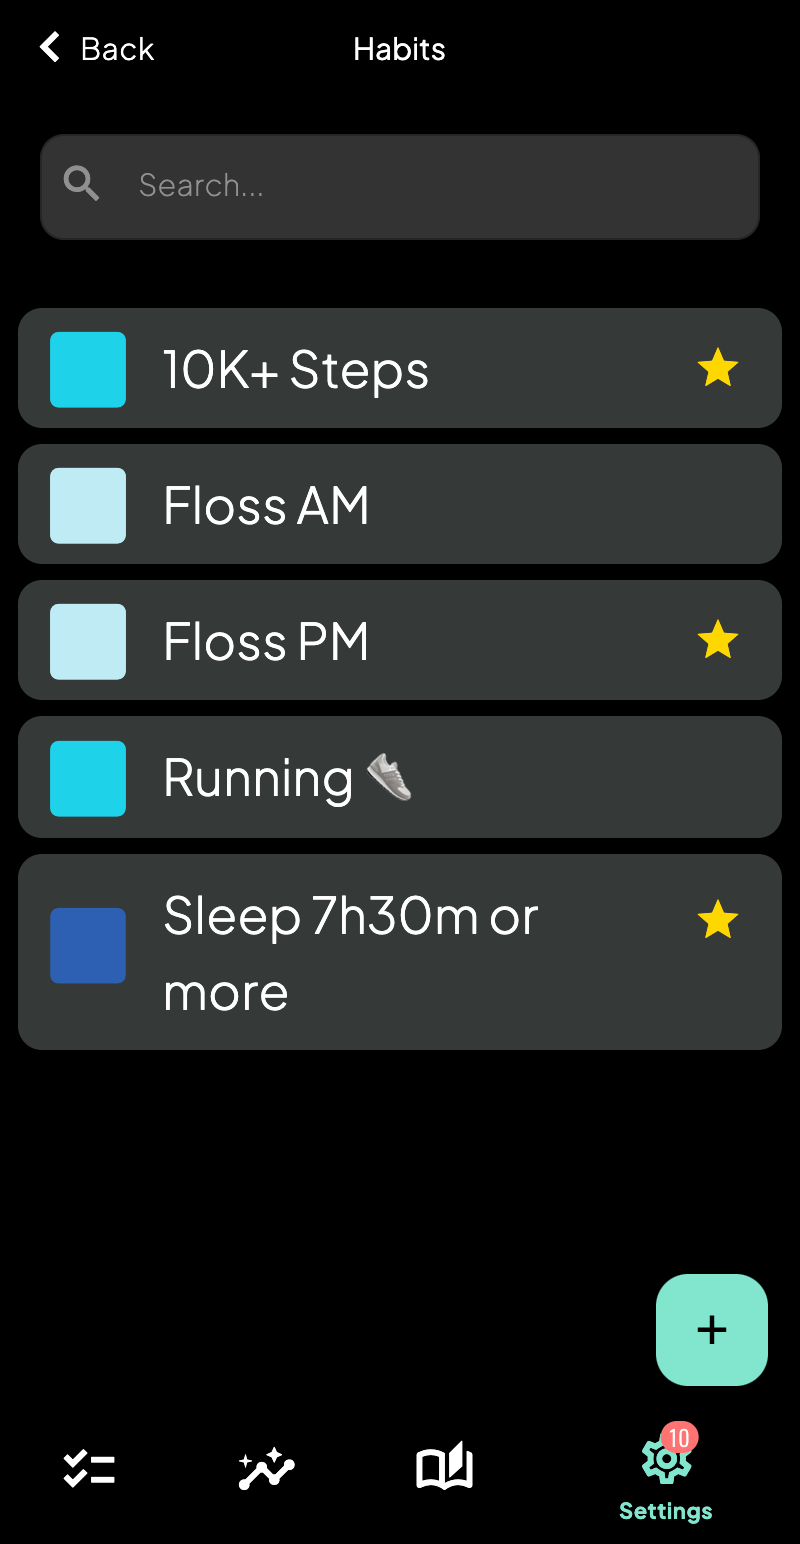 Back
Habits
Search...
10K+ Steps
Floss AM
Floss PM
Running 👟
Sleep 7h30m or
more
+
10
Settings